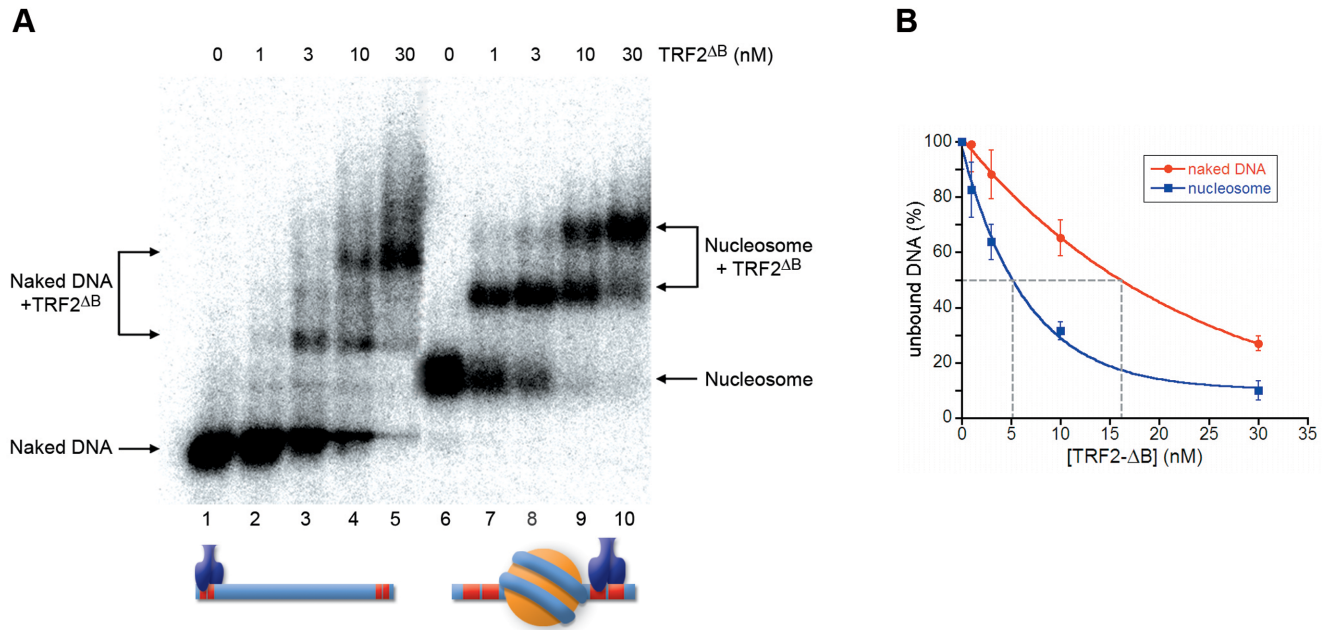 A
0 1 3 10 30 0 1 3 10 30 TRF2ΔB (nM)
Naked DNA
+TRF2ΔB
Naked DNA
Nucleosome
+ TRF2ΔB
Nucleosome
1 2 3 4 5 6 7 8 9 10
B
unbound DNA (%)
100
80
60
40
20
0
naked DNA
nucleosome
0 5 10 15 20 25 30 35
[TRF2-ΔB] (nM)